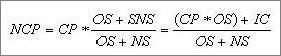 NCP = CP * (OS + SNS) / (OS + NS) = ((CP * OS) + IC) / (OS + NS)